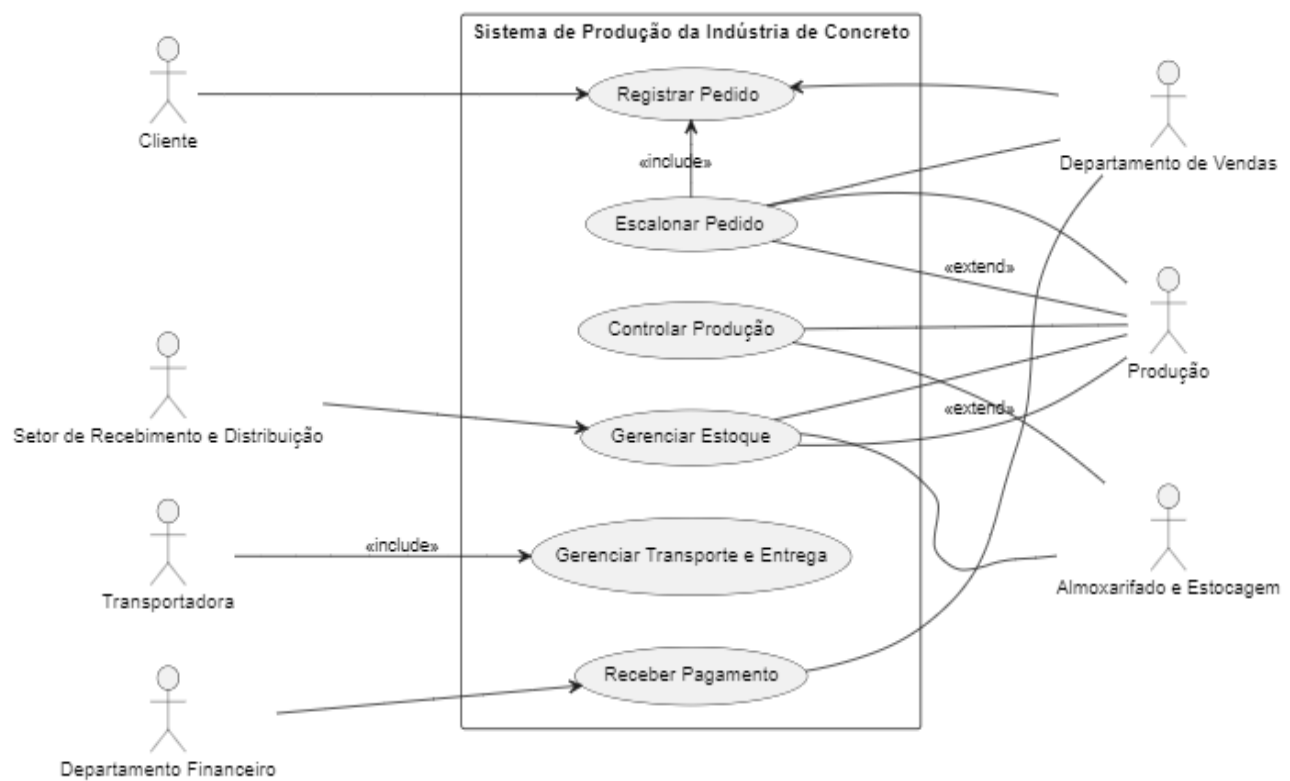 Sistema de Produção da Indústria de Concreto
Registrar Pedido
Cliente
«include»
Departamento de Vendas
Escalonar Pedido
«extend»
Controlar Produção
Produção
«extend»
Setor de Recebimento e Distribuição
Gerenciar Estoque
«include»
Gerenciar Transporte e Entrega
Transportadora
Almoxarifado e Estocagem
Receber Pagamento
Departamento Financeiro